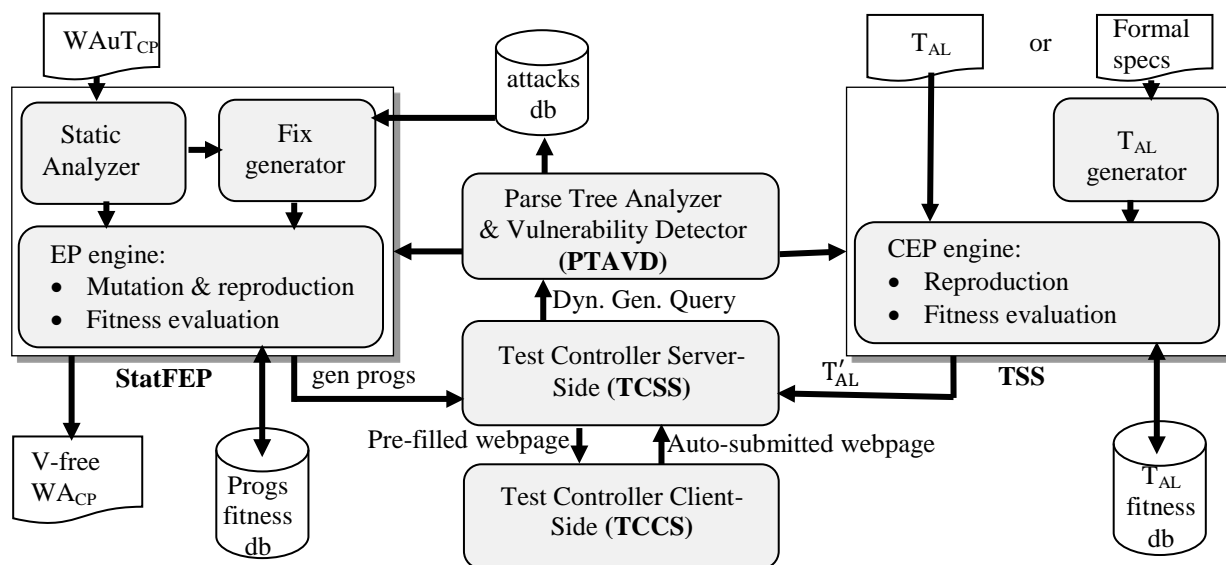 WAuT_CP
Static
Analyzer
Fix
generator
EP engine:
• Mutation & reproduction
• Fitness evaluation
StatFEP
gen progs
V-free
WA_CP
Progs
fitness
db
attacks
db
Parse Tree Analyzer
& Vulnerability Detector
(PTAVD)
Dyn. Gen. Query
Test Controller Server-
Side (TCSS)
Pre-filled webpage
Auto-submitted webpage
Test Controller Client-
Side (TCCS)
T_AL
or
Formal
specs
T_AL
generator
CEP engine:
• Reproduction
• Fitness evaluation
TSS
T′_AL
T_AL
fitness
db